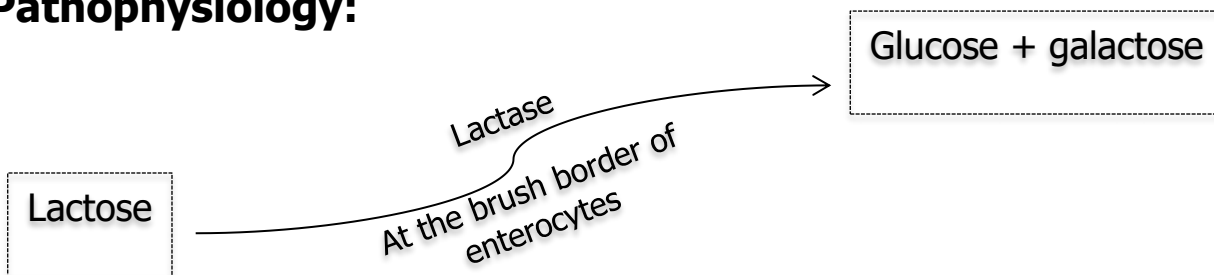 Pathophysiology:
Glucose + galactose
Lactase
At the brush border of
enterocytes
Lactose